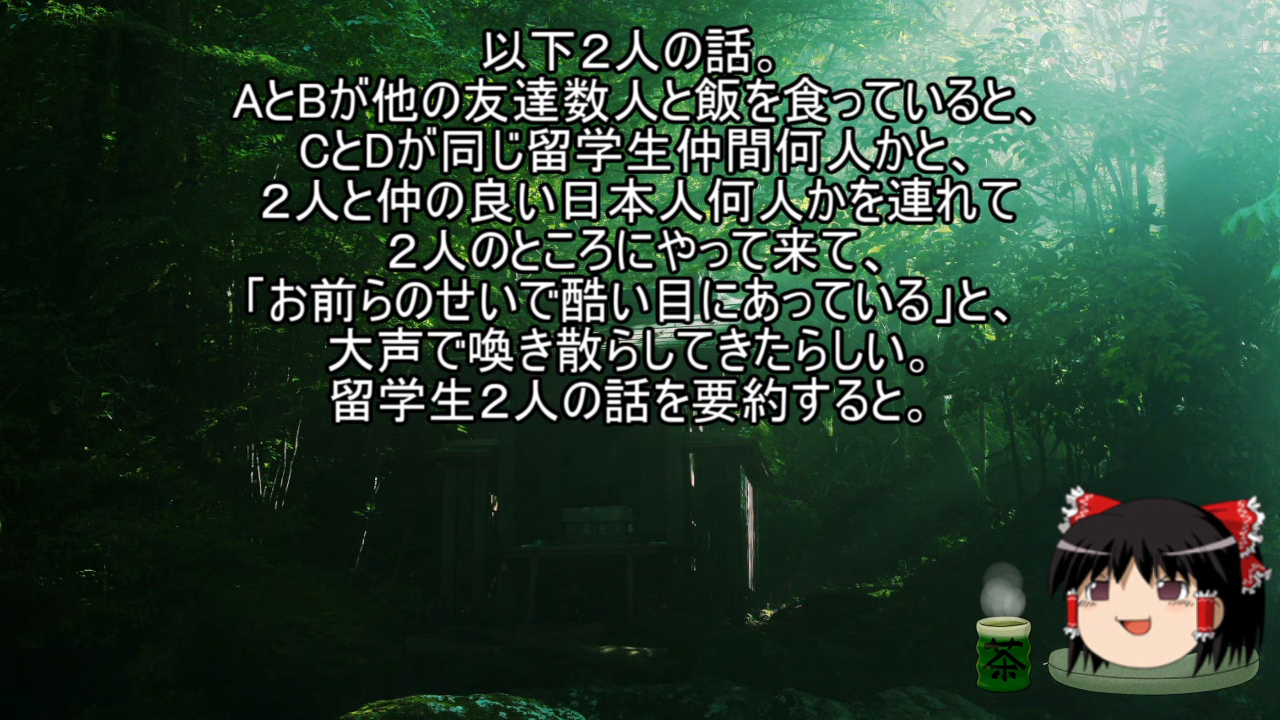 以下２人の話。
AとBが他の友達数人と飯を食っていると、
CとDが同じ留学生仲間何人かと、
２人と仲の良い日本人何人かを連れて
２人のところにやって来て、
「お前らのせいで酷い目にあっている」と、
大声で喚き散らしてきたらしい。
留学生２人の話を要約すると。
茶